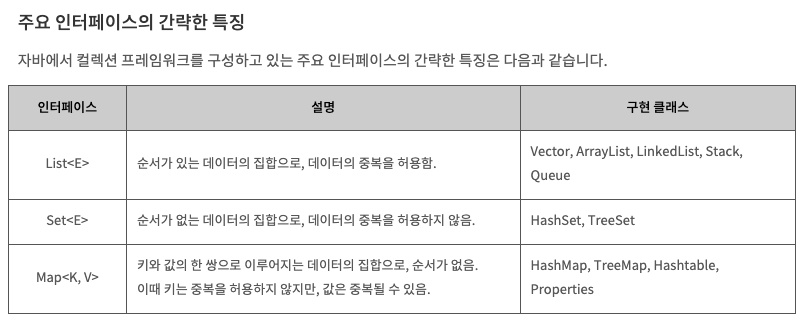 주요 인터페이스의 간략한 특징
자바에서 컬렉션 프레임워크를 구성하고 있는 주요 인터페이스의 간략한 특징은 다음과 같습니다.
인터페이스 설명 구현 클래스
List<E> 순서가 있는 데이터의 집합으로, 데이터의 중복을 허용함. Vector, ArrayList, LinkedList, Stack,
Queue
Set<E> 순서가 없는 데이터의 집합으로, 데이터의 중복을 허용하지 않음. HashSet, TreeSet
Map<K, V> 키와 값의 한 쌍으로 이루어지는 데이터의 집합으로, 순서가 없음.
이때 키는 중복을 허용하지 않지만, 값은 중복될 수 있음.
HashMap, TreeMap, Hashtable,
Properties